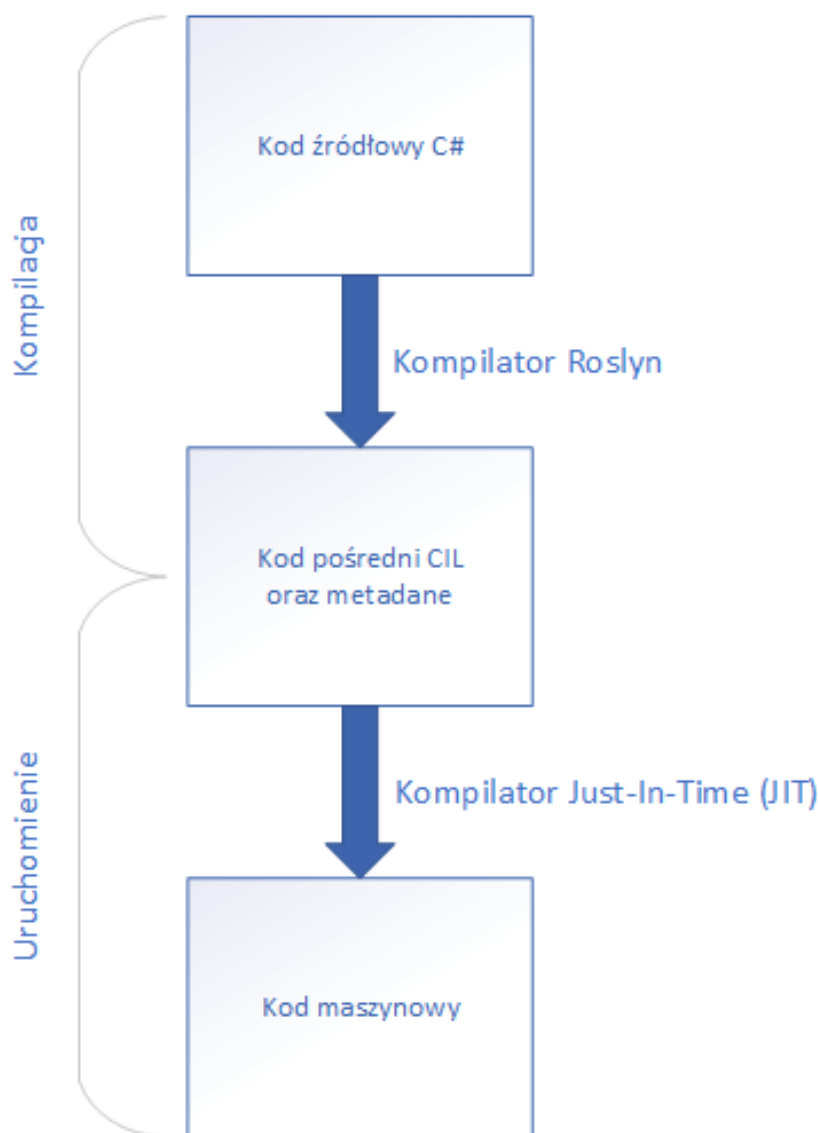 Kod źródłowy C#
Kompilacja
Kompilator Roslyn
Kod pośredni CIL
oraz metadane
Uruchomienie
Kompilator Just-In-Time (JIT)
Kod maszynowy